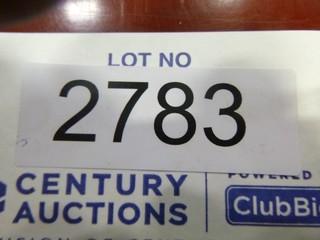 LOT NO
2783
CENTURY
AUCTIONS
POWERED
ClubBi